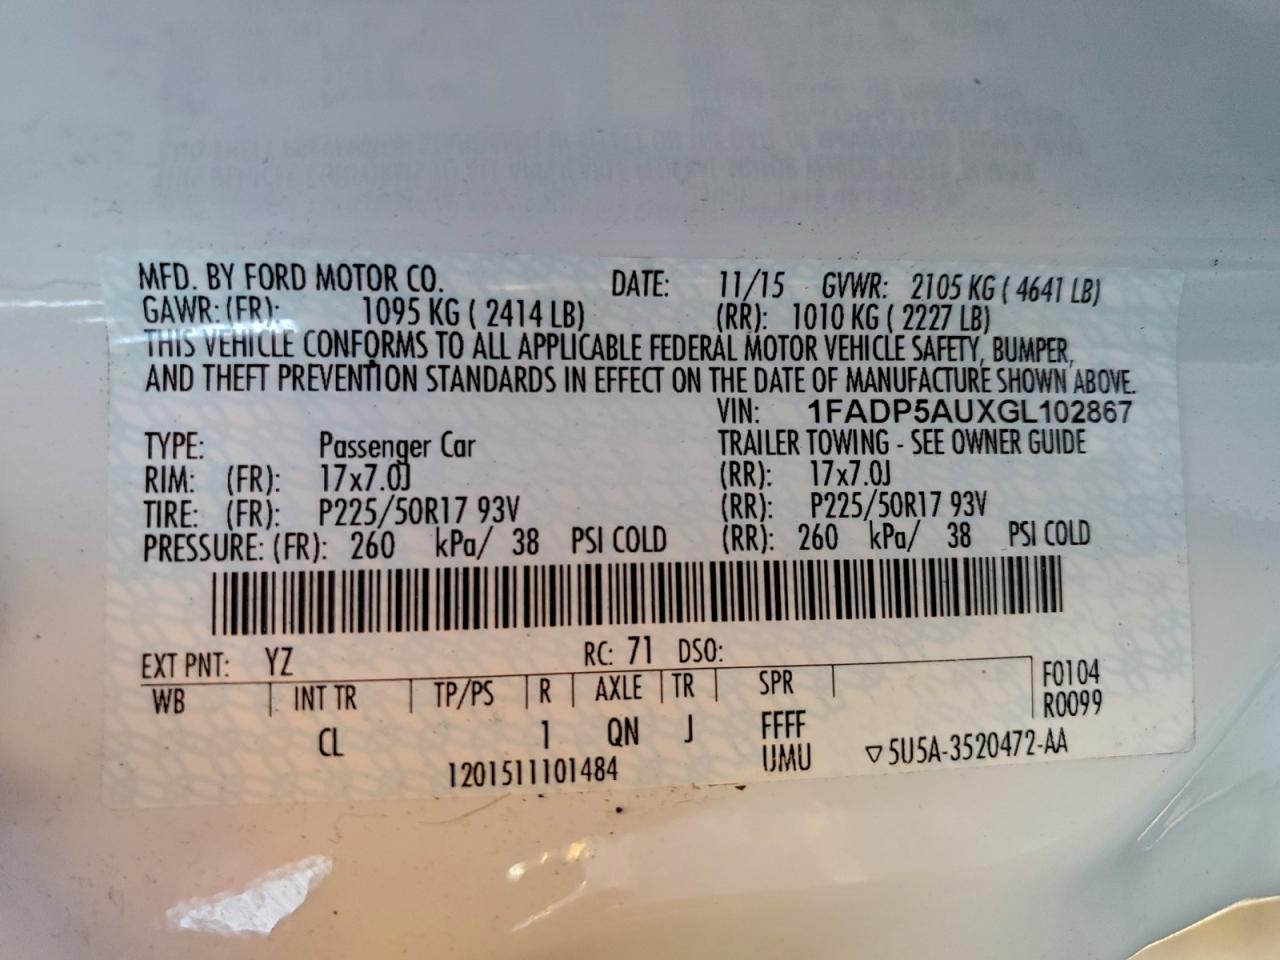 MFD. BY FORD MOTOR CO. DATE: 11/15 GVWR: 2105 KG ( 4641 LB)
GAWR: (FR): 1095 KG ( 2414 LB) (RR): 1010 KG ( 2227 LB)
THIS VEHICLE CONFORMS TO ALL APPLICABLE FEDERAL MOTOR VEHICLE SAFETY, BUMPER,
AND THEFT PREVENTION STANDARDS IN EFFECT ON THE DATE OF MANUFACTURE SHOWN ABOVE.
VIN: 1FADP5AUXGL102867
TYPE: Passenger Car TRAILER TOWING - SEE OWNER GUIDE
RIM: (FR): 17x7.0J (RR): 17x7.0J
TIRE: (FR): P225/50R17 93V (RR): P225/50R17 93V
PRESSURE: (FR): 260 kPa/ 38 PSI COLD (RR): 260 kPa/ 38 PSI COLD
EXT PNT: YZ RC: 71 DSO:
WB INT TR TP/PS R AXLE TR SPR F0104
R0099
CL 1 QN J FFFF
1201511101484 UMU ▽5U5A-3520472-AA